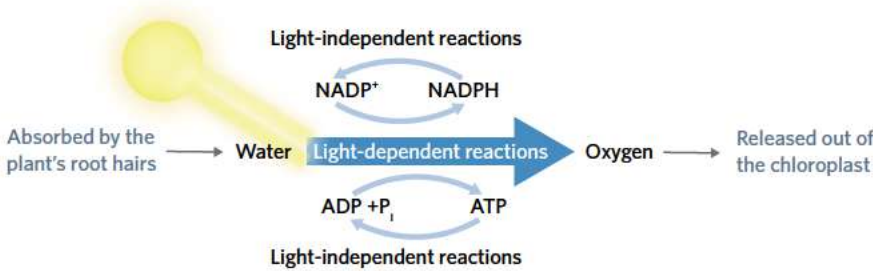 Light-independent reactions
NADP⁺ NADPH
Absorbed by the
plant's root hairs
Water
Light-dependent reactions
Oxygen
Released out of
the chloroplast
ADP +Pᵢ ATP
Light-independent reactions